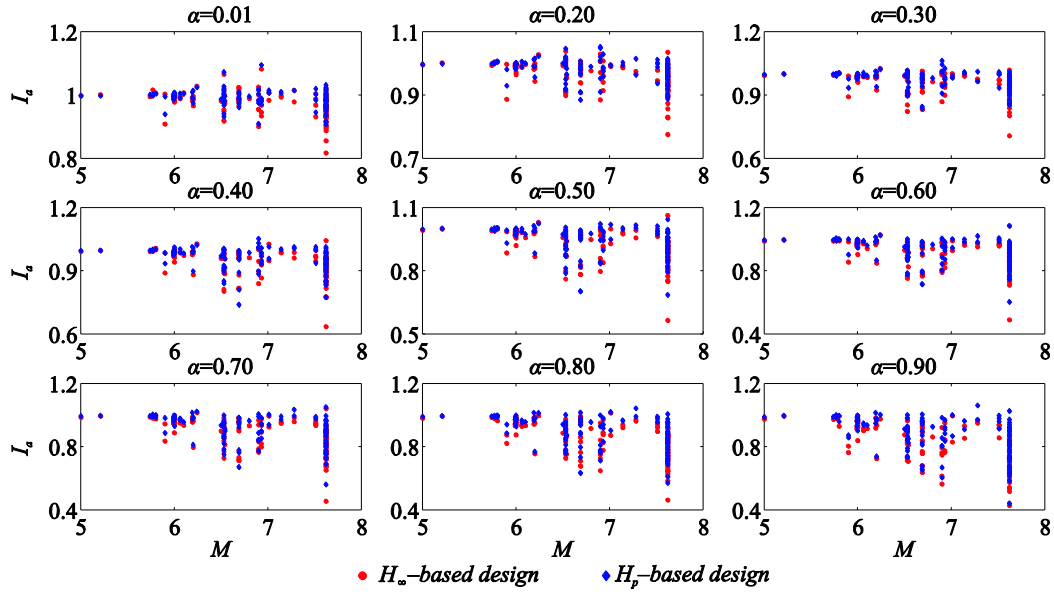 α=0.01 α=0.20 α=0.30
1.2 1.1 1.2
I_a 1 0.9 0.9
0.8 0.7 0.6
5 6 7 8 5 6 7 8 5 6 7 8
α=0.40 α=0.50 α=0.60
1.2 1.1 1.2
I_a 0.9 0.8 0.8
0.6 0.5 0.4
5 6 7 8 5 6 7 8 5 6 7 8
α=0.70 α=0.80 α=0.90
1.2 1.2 1.2
I_a 0.8 0.8 0.8
0.4 0.4 0.4
5 6 7 8 5 6 7 8 5 6 7 8
M M M
H∞–based design H_p–based design